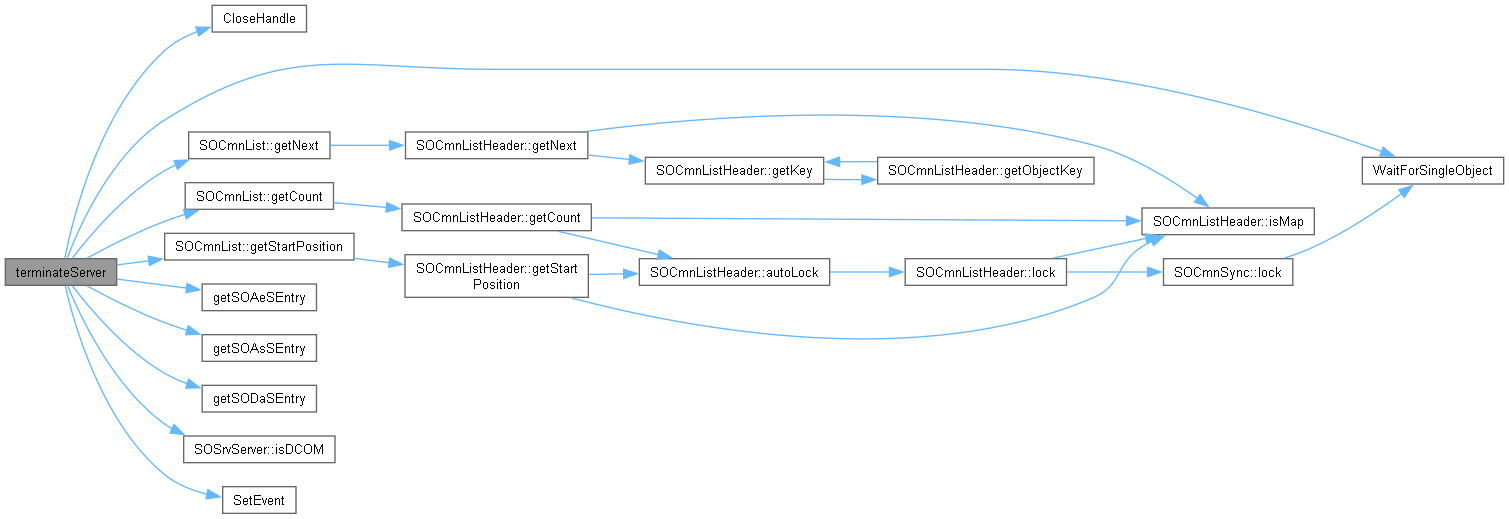 CloseHandle
WaitForSingleObject
SOCmnList::getNext
SOCmnListHeader::getNext
SOCmnListHeader::getKey
SOCmnListHeader::getObjectKey
SOCmnList::getCount
SOCmnListHeader::getCount
SOCmnListHeader::isMap
SOCmnList::getStartPosition
terminateServer
SOCmnListHeader::getStart
Position
SOCmnListHeader::autoLock
SOCmnListHeader::lock
SOCmnSync::lock
getSOAeSEntry
getSOAsSEntry
getSODaSEntry
SOSrvServer::isDCOM
SetEvent